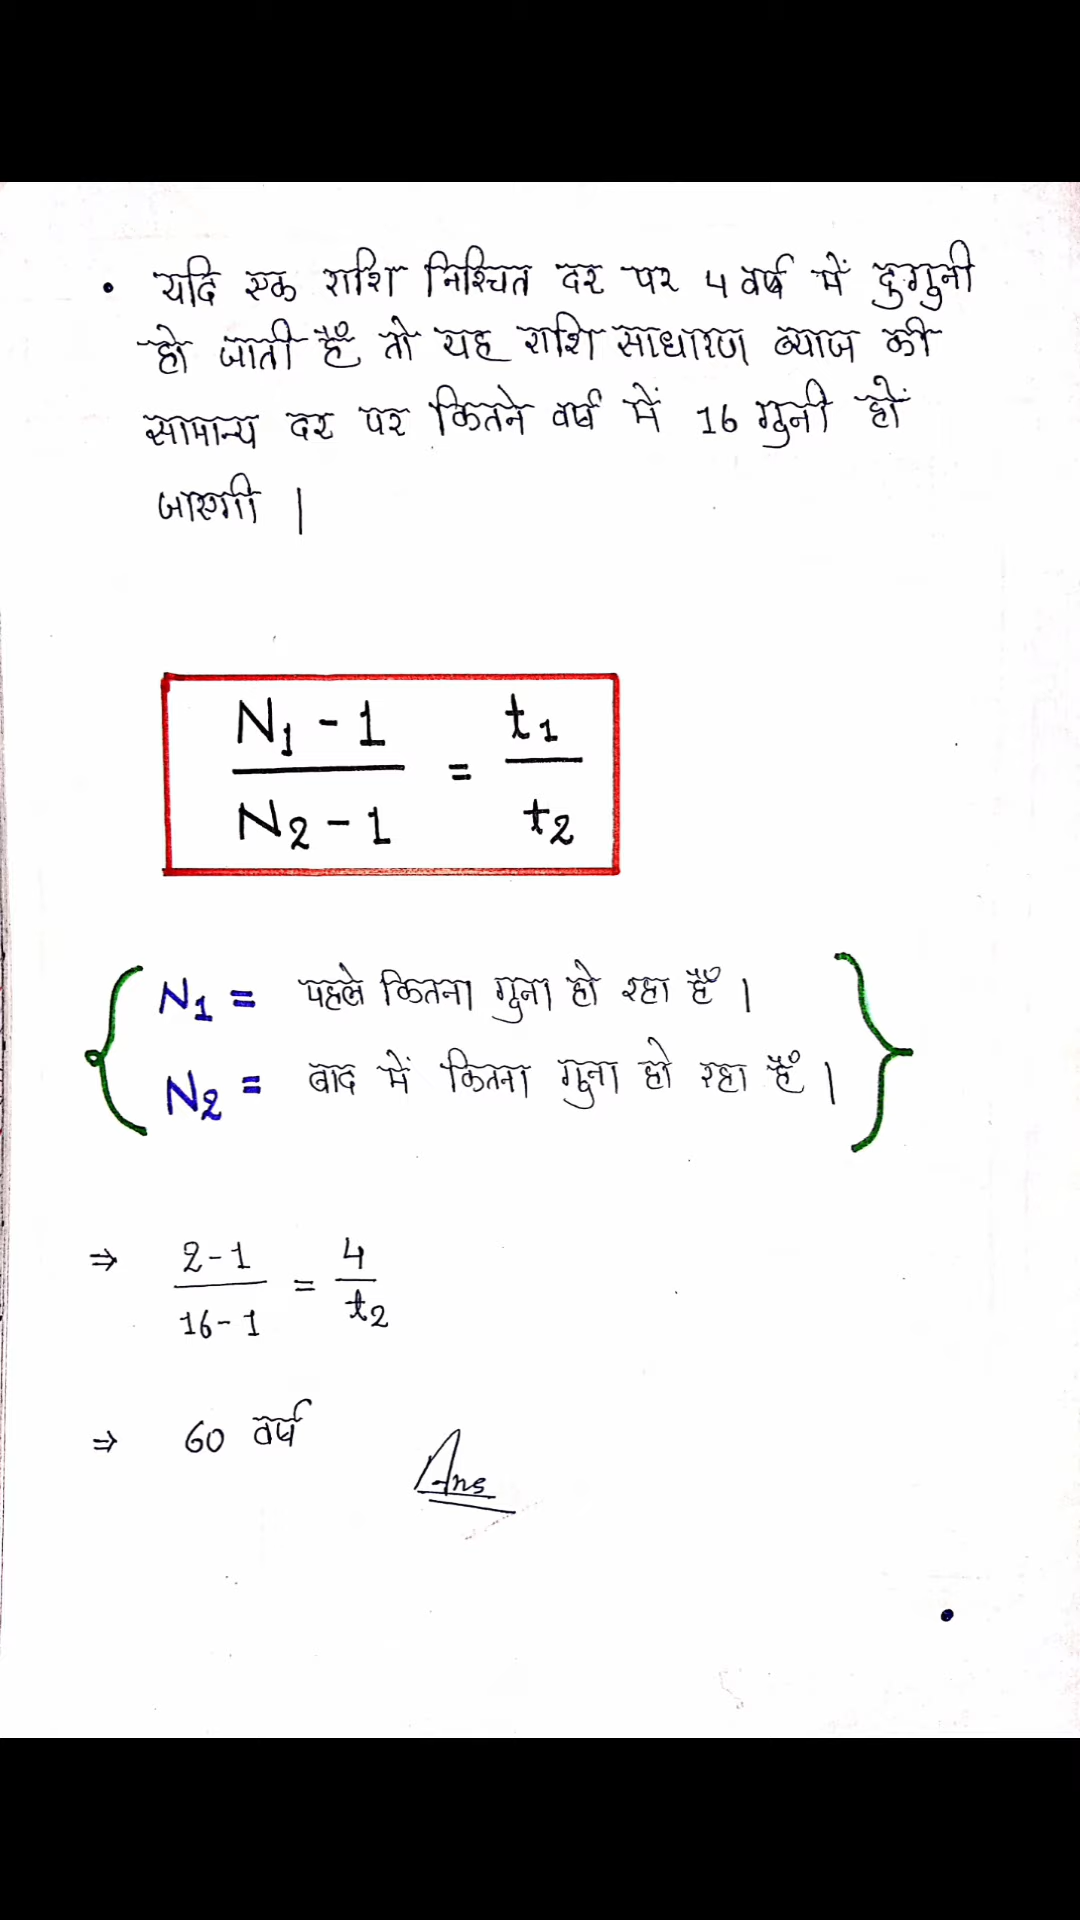 • यदि एक राशि निश्चित दर पर 4 वर्ष में दुगुनी
हो जाती हैं तो यह राशि साधारण ब्याज की
सामान्य दर पर कितने वर्ष में 16 गुनी हों
जाएगी |
N₁ - 1 / N₂ - 1 = t₁ / t₂
N₁ = पहले कितना गुना हो रहा हैं |
N₂ = बाद में कितना गुना हो रहा हैं |
⇒ 2-1 / 16-1 = 4 / t₂
⇒ 60 वर्ष
Ans